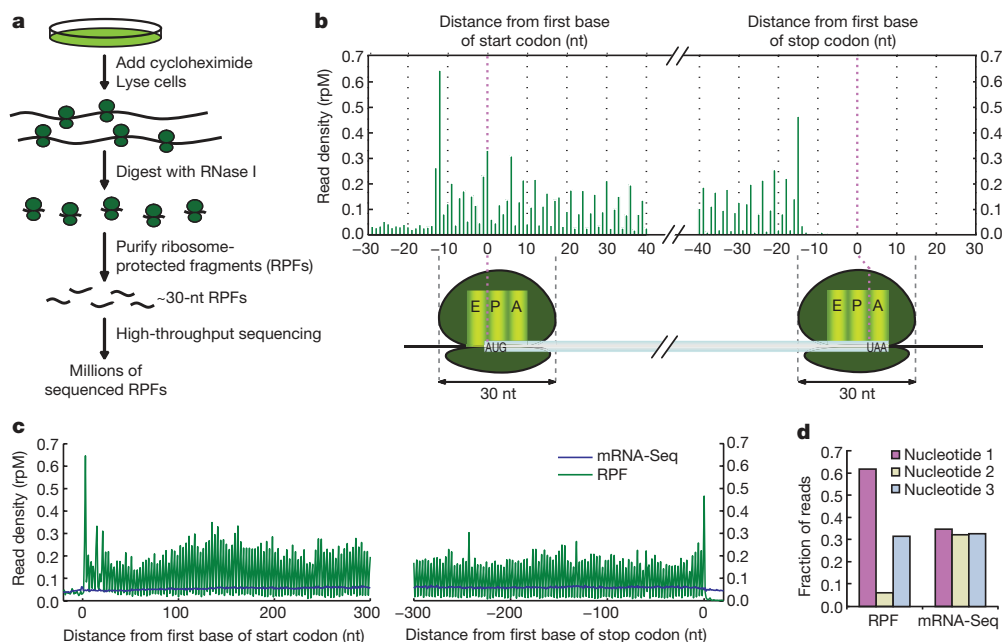 a
Add cycloheximide
Lyse cells
Digest with RNase I
Purify ribosome-
protected fragments (RPFs)
~30-nt RPFs
High-throughput sequencing
Millions of
sequenced RPFs
b
Distance from first base
of start codon (nt)
Distance from first base
of stop codon (nt)
Read density (rpM)
0.7
0.6
0.5
0.4
0.3
0.2
0.1
0.0
0.7
0.6
0.5
0.4
0.3
0.2
0.1
0.0
−30 −20 −10 0 10 20 30 40
−40 −30 −20 −10 0 10 20 30
E P A
AUG
E P A
UAA
30 nt
30 nt
c
mRNA-Seq
RPF
Read density (rpM)
0.7
0.6
0.5
0.4
0.3
0.2
0.1
0.0
0.7
0.6
0.5
0.4
0.3
0.2
0.1
0.0
0 100 200 300
−300 −200 −100 0
Distance from first base of start codon (nt)
Distance from first base of stop codon (nt)
d
Nucleotide 1
Nucleotide 2
Nucleotide 3
Fraction of reads
0.7
0.6
0.5
0.4
0.3
0.2
0.1
0.0
RPF mRNA-Seq